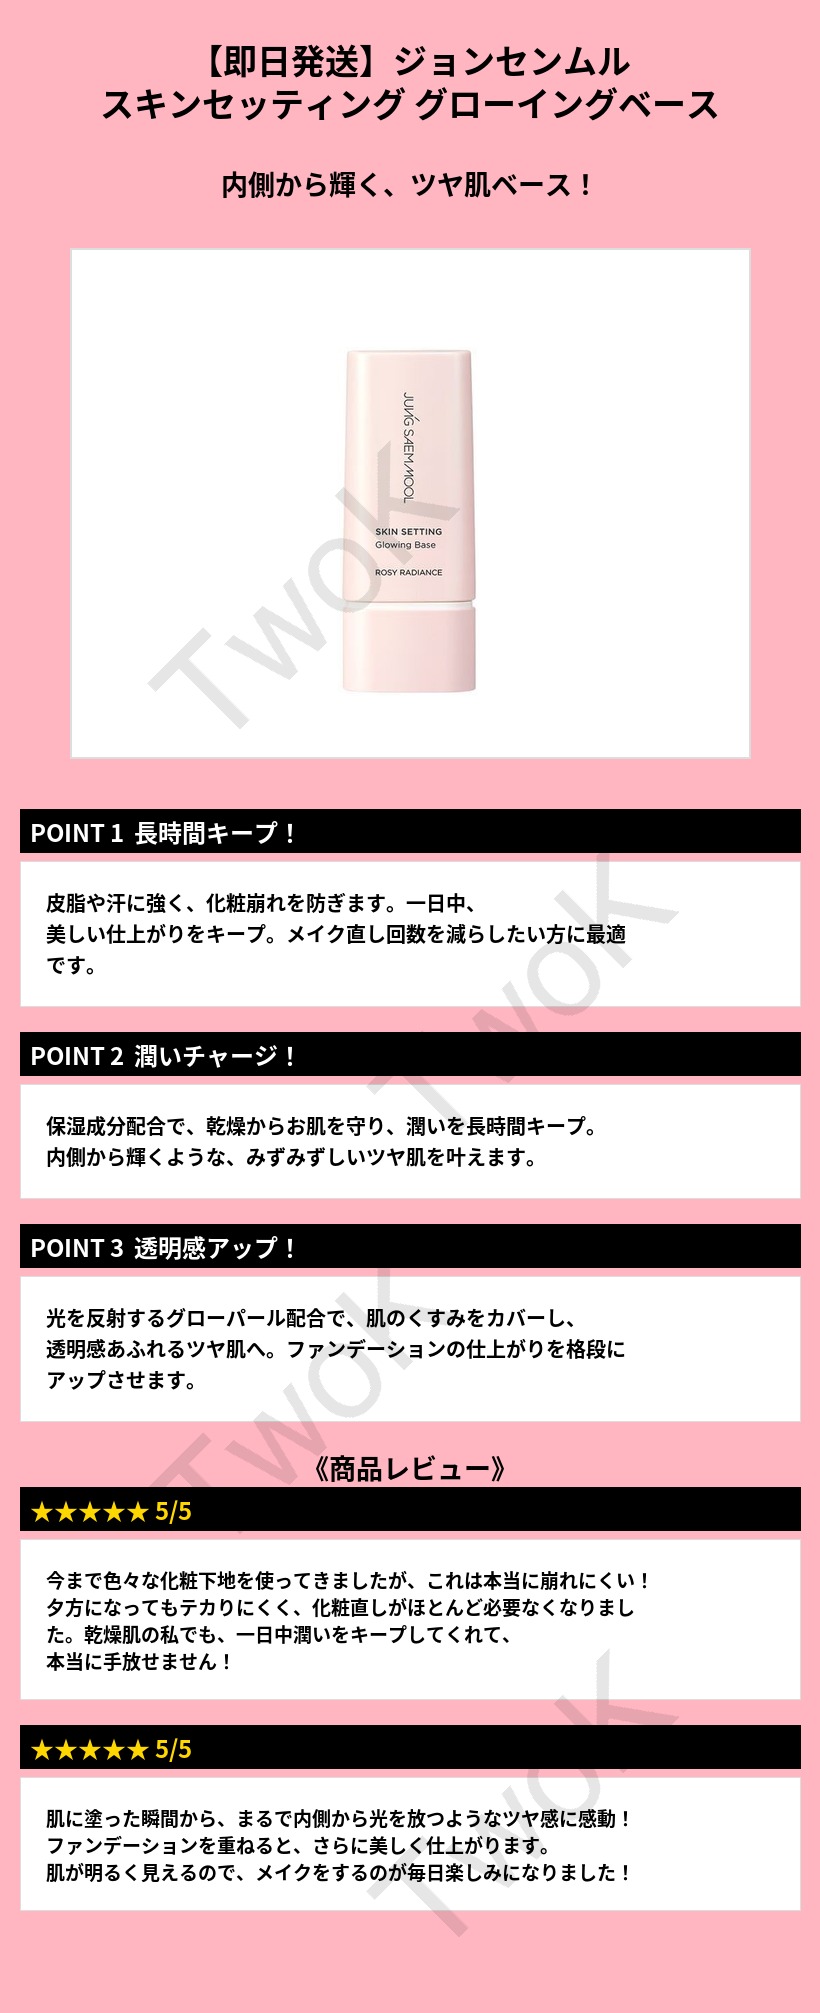 【即日発送】ジョンセンムル
スキンセッティング グローイングベース
内側から輝く、ツヤ肌ベース！
JUNG SAEM MOOL
SKIN SETTING
Glowing Base
ROSY RADIANCE
TwoK
POINT 1 長時間キープ！
皮脂や汗に強く、化粧崩れを防ぎます。一日中、
美しい仕上がりをキープ。メイク直し回数を減らしたい方に最適
です。
TwoK
POINT 2 潤いチャージ！
保湿成分配合で、乾燥からお肌を守り、潤いを長時間キープ。
内側から輝くような、みずみずしいツヤ肌を叶えます。
POINT 3 透明感アップ！
光を反射するグローパール配合で、肌のくすみをカバーし、
透明感あふれるツヤ肌へ。ファンデーションの仕上がりを格段に
アップさせます。
TwoK
《商品レビュー》
★★★★★ 5/5
今まで色々な化粧下地を使ってきましたが、これは本当に崩れにくい！
夕方になってもテカりにくく、化粧直しがほとんど必要なくなりまし
た。乾燥肌の私でも、一日中潤いをキープしてくれて、
本当に手放せません！
★★★★★ 5/5
肌に塗った瞬間から、まるで内側から光を放つようなツヤ感に感動！
ファンデーションを重ねると、さらに美しく仕上がります。
肌が明るく見えるので、メイクをするのが毎日楽しみになりました！
TwoK